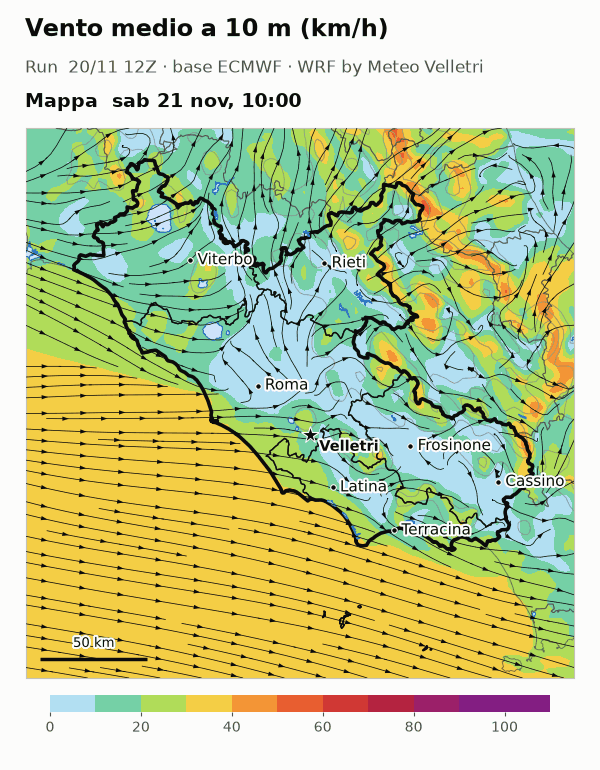 Vento medio a 10 m (km/h)
Run  20/11 12Z · base ECMWF · WRF by Meteo Velletri
Mappa  sab 21 nov, 10:00
Viterbo
Rieti
Roma
Velletri
Frosinone
Cassino
Latina
Terracina
50 km
0 20 40 60 80 100